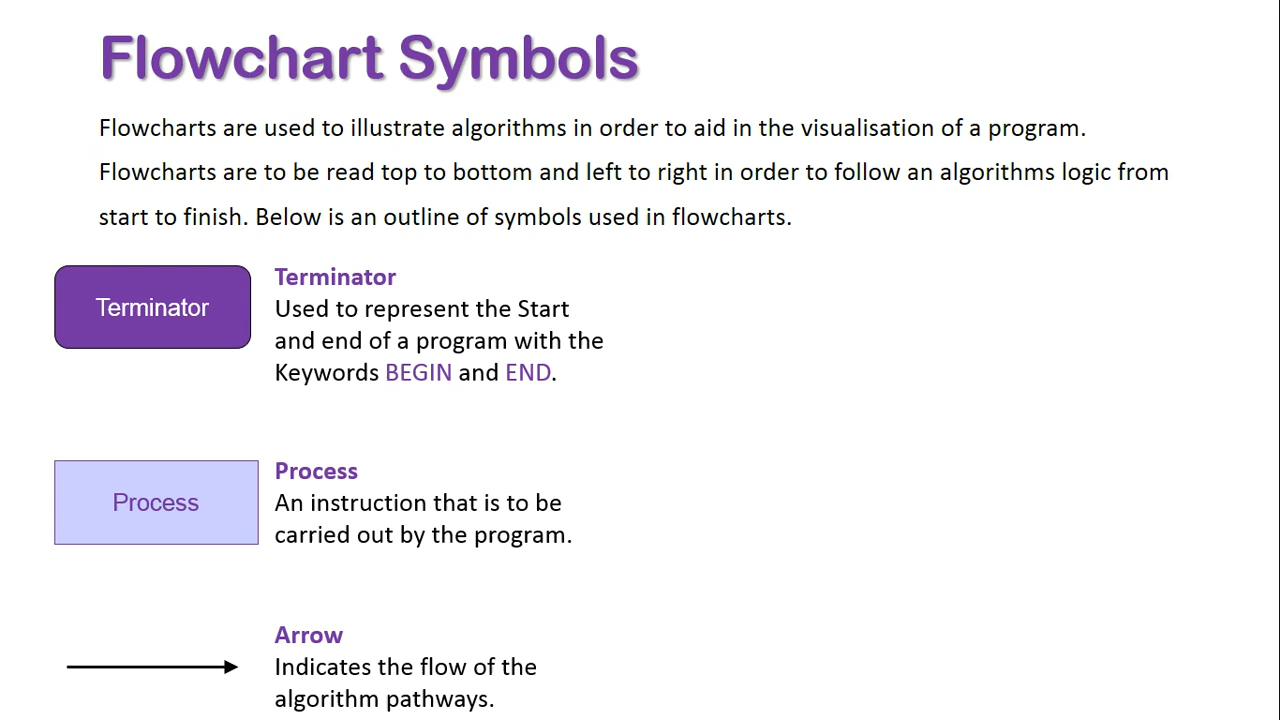 Flowchart Symbols
Flowcharts are used to illustrate algorithms in order to aid in the visualisation of a program.
Flowcharts are to be read top to bottom and left to right in order to follow an algorithms logic from
start to finish. Below is an outline of symbols used in flowcharts.
Terminator
Terminator
Used to represent the Start
and end of a program with the
Keywords BEGIN and END.
Process
Process
An instruction that is to be
carried out by the program.
Arrow
Indicates the flow of the
algorithm pathways.